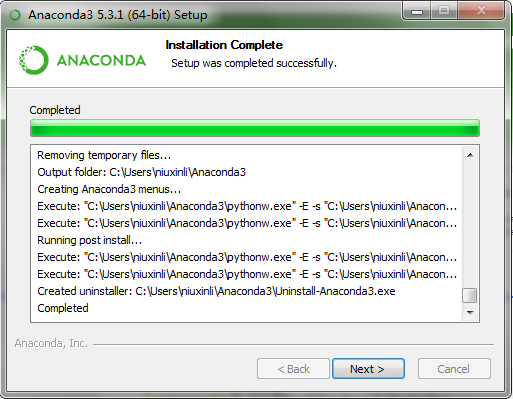 Anaconda3 5.3.1 (64-bit) Setup
ANACONDA
Installation Complete
Setup was completed successfully.
Completed
Removing temporary files...
Output folder: C:\Users\niuxinli\Anaconda3
Creating Anaconda3 menus...
Execute: "C:\Users\niuxinli\Anaconda3\pythonw.exe" -E -s "C:\Users\niuxinli\Anacon...
Execute: "C:\Users\niuxinli\Anaconda3\pythonw.exe" -E -s "C:\Users\niuxinli\Anacon...
Running post install...
Execute: "C:\Users\niuxinli\Anaconda3\pythonw.exe" -E -s "C:\Users\niuxinli\Anacon...
Execute: "C:\Users\niuxinli\Anaconda3\pythonw.exe" -E -s "C:\Users\niuxinli\Anacon...
Created uninstaller: C:\Users\niuxinli\Anaconda3\Uninstall-Anaconda3.exe
Completed
Anaconda, Inc.
< Back Next > Cancel